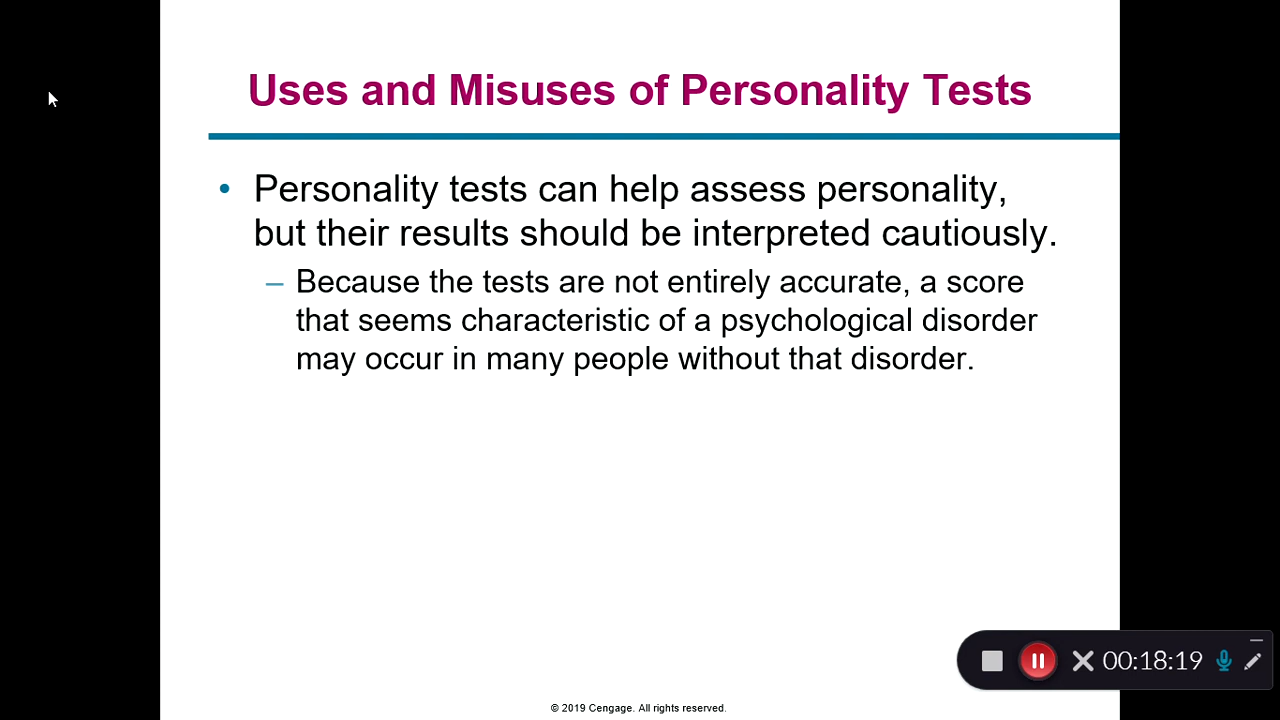 Uses and Misuses of Personality Tests
• Personality tests can help assess personality,
but their results should be interpreted cautiously.
– Because the tests are not entirely accurate, a score
that seems characteristic of a psychological disorder
may occur in many people without that disorder.
00:18:19
© 2019 Cengage. All rights reserved.